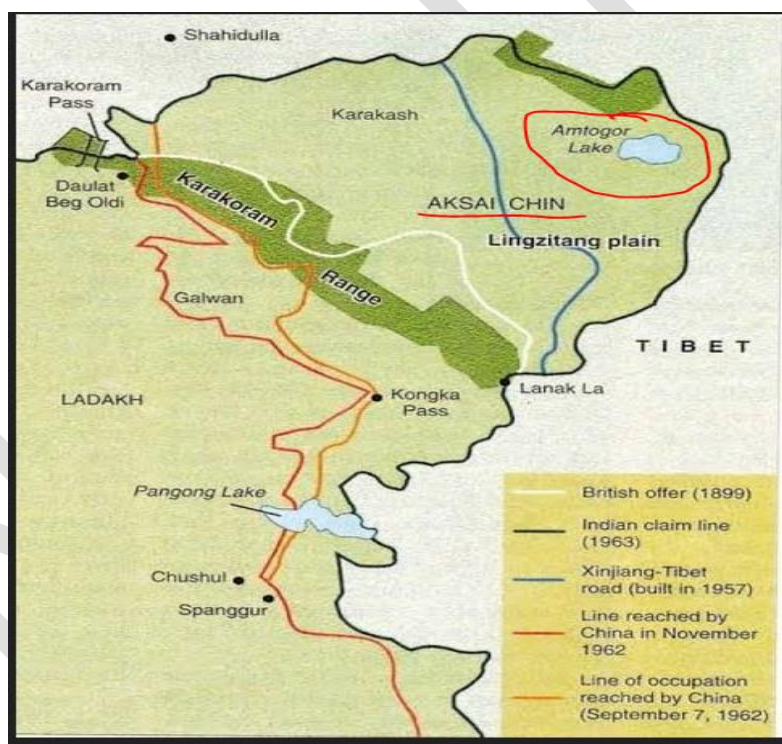 Shahidulla
Karakoram
Pass
Karakash
Amtogor
Lake
Daulat
Beg Oldi
Karakoram
Range
AKSAI CHIN
Lingzitang plain
Galwan
TIBET
LADAKH
Kongka
Pass
Lanak La
Pangong Lake
Chushul
Spanggur
British offer (1899)
Indian claim line
(1963)
Xinjiang-Tibet
road (built in 1957)
Line reached by
China in November
1962
Line of occupation
reached by China
(September 7, 1962)